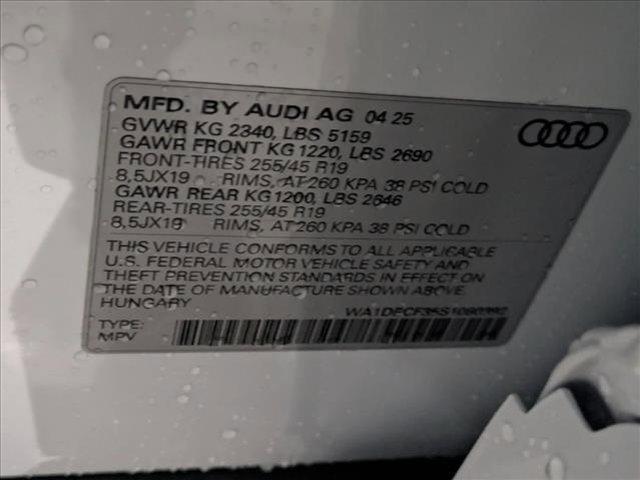 MFD. BY AUDI AG 04 25
GVWR KG 2340, LBS 5159
GAWR FRONT KG 1220, LBS 2690
FRONT-TIRES 255/45 R19
8,5JX19 RIMS, AT 260 KPA 38 PSI COLD
GAWR REAR KG 1200, LBS 2646
REAR-TIRES 255/45 R19
8,5JX19 RIMS, AT 260 KPA 38 PSI COLD
THIS VEHICLE CONFORMS TO ALL APPLICABLE
U.S. FEDERAL MOTOR VEHICLE SAFETY AND
THEFT PREVENTION STANDARDS IN EFFECT ON
THE DATE OF MANUFACTURE SHOWN ABOVE
HUNGARY
TYPE:
MPV